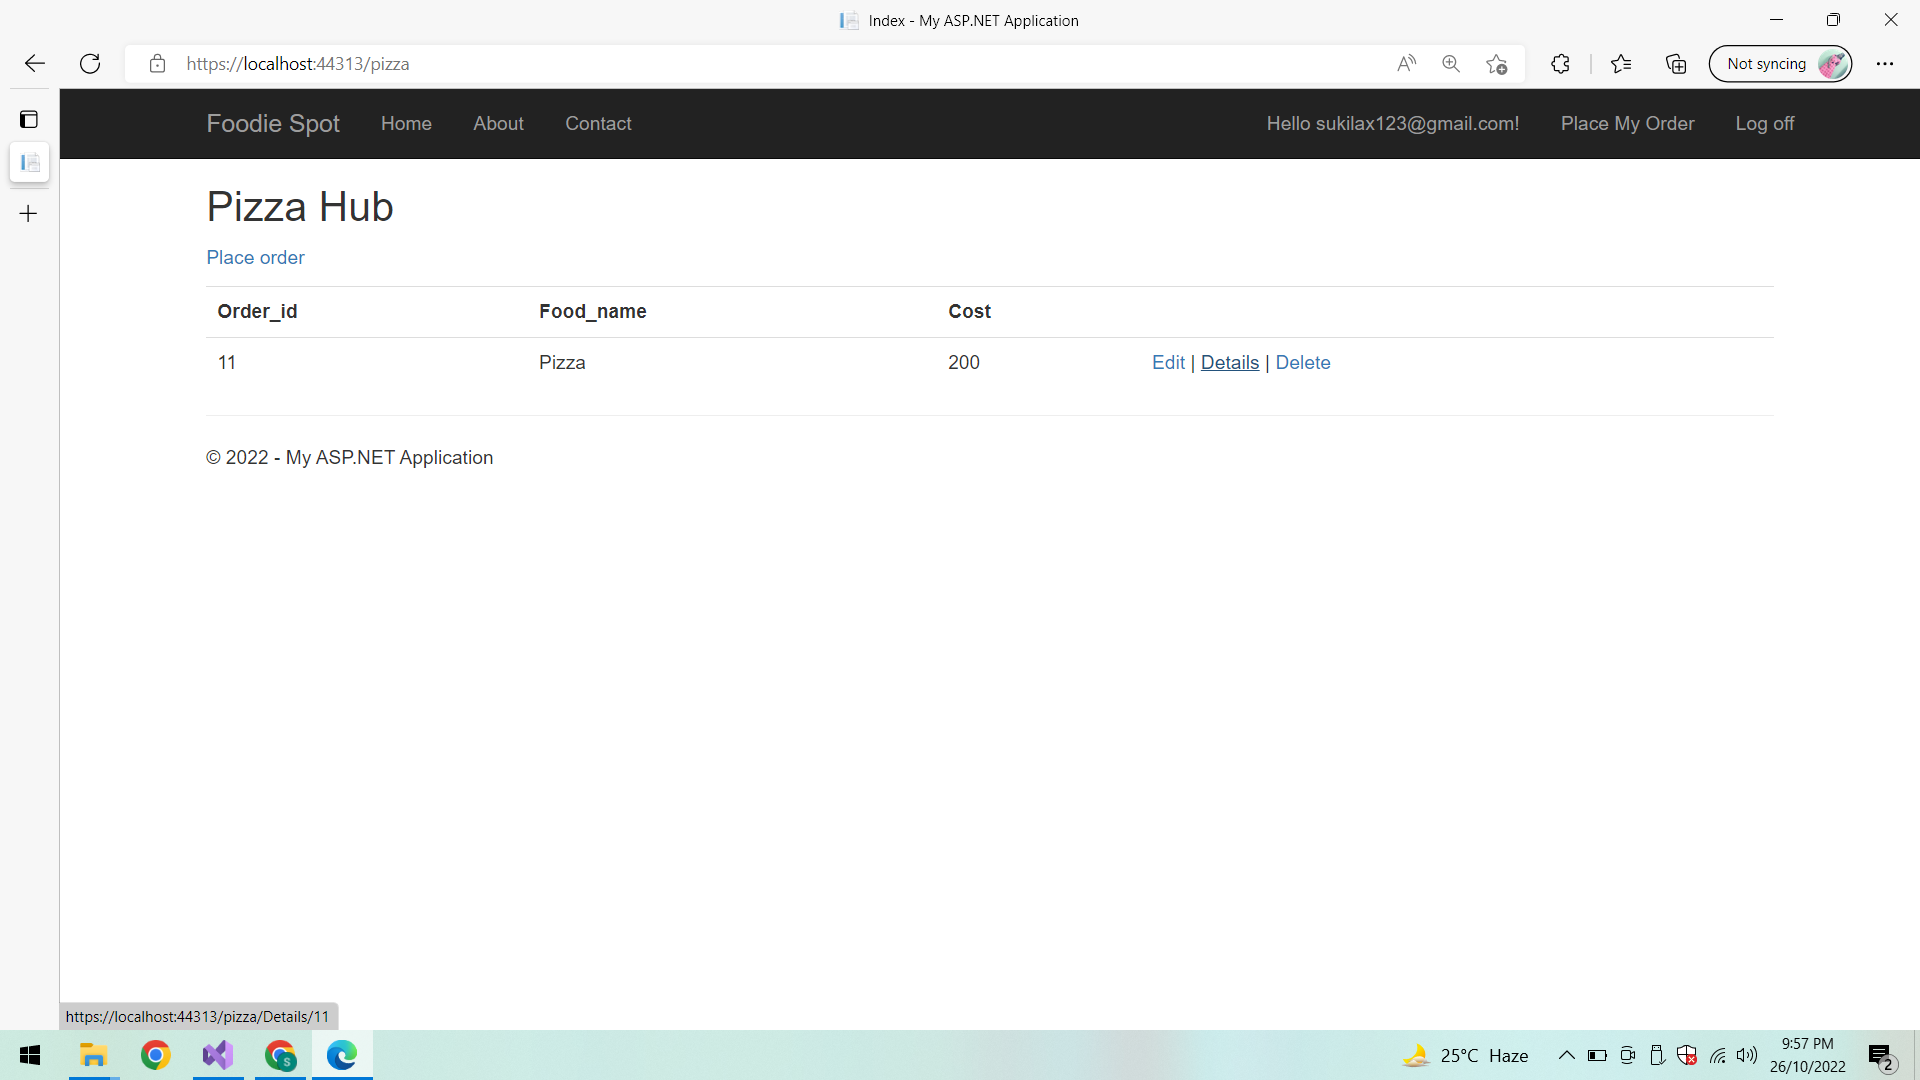 Index - My ASP.NET Application
https://localhost:44313/pizza
Not syncing
Foodie Spot Home About Contact Hello sukilax123@gmail.com! Place My Order Log off
Pizza Hub
Place order
Order_id Food_name Cost
11 Pizza 200 Edit | Details | Delete
© 2022 - My ASP.NET Application
https://localhost:44313/pizza/Details/11
S
25°C Haze
9:57 PM
26/10/2022
2